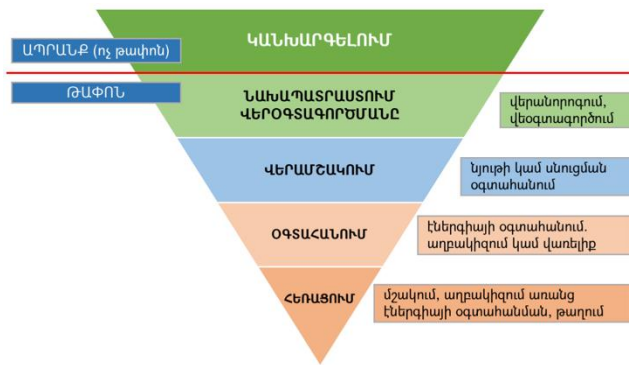 ԿԱՆԽԱՐԳԵԼՈՒՄ
ԱՊՐԱՆՔ (ոչ թափոն)
ԹԱՓՈՆ
ՆԱԽԱՊԱՏՐԱՍՏՈՒՄ
ՎԵՐՕԳՏԱԳՈՐԾՄԱՆԸ
վերանորոգում,
վեօգտագործում
ՎԵՐԱՄՇԱԿՈՒՄ
նյութի կամ սնուցման
օգտահանում
ՕԳՏԱՀԱՆՈՒՄ
էներգիայի օգտահանում.
աղբակիզում կամ վառելիք
ՀԵՌԱՑՈՒՄ
մշակում, աղբակիզում առանց
էներգիայի օգտահանման, թաղում